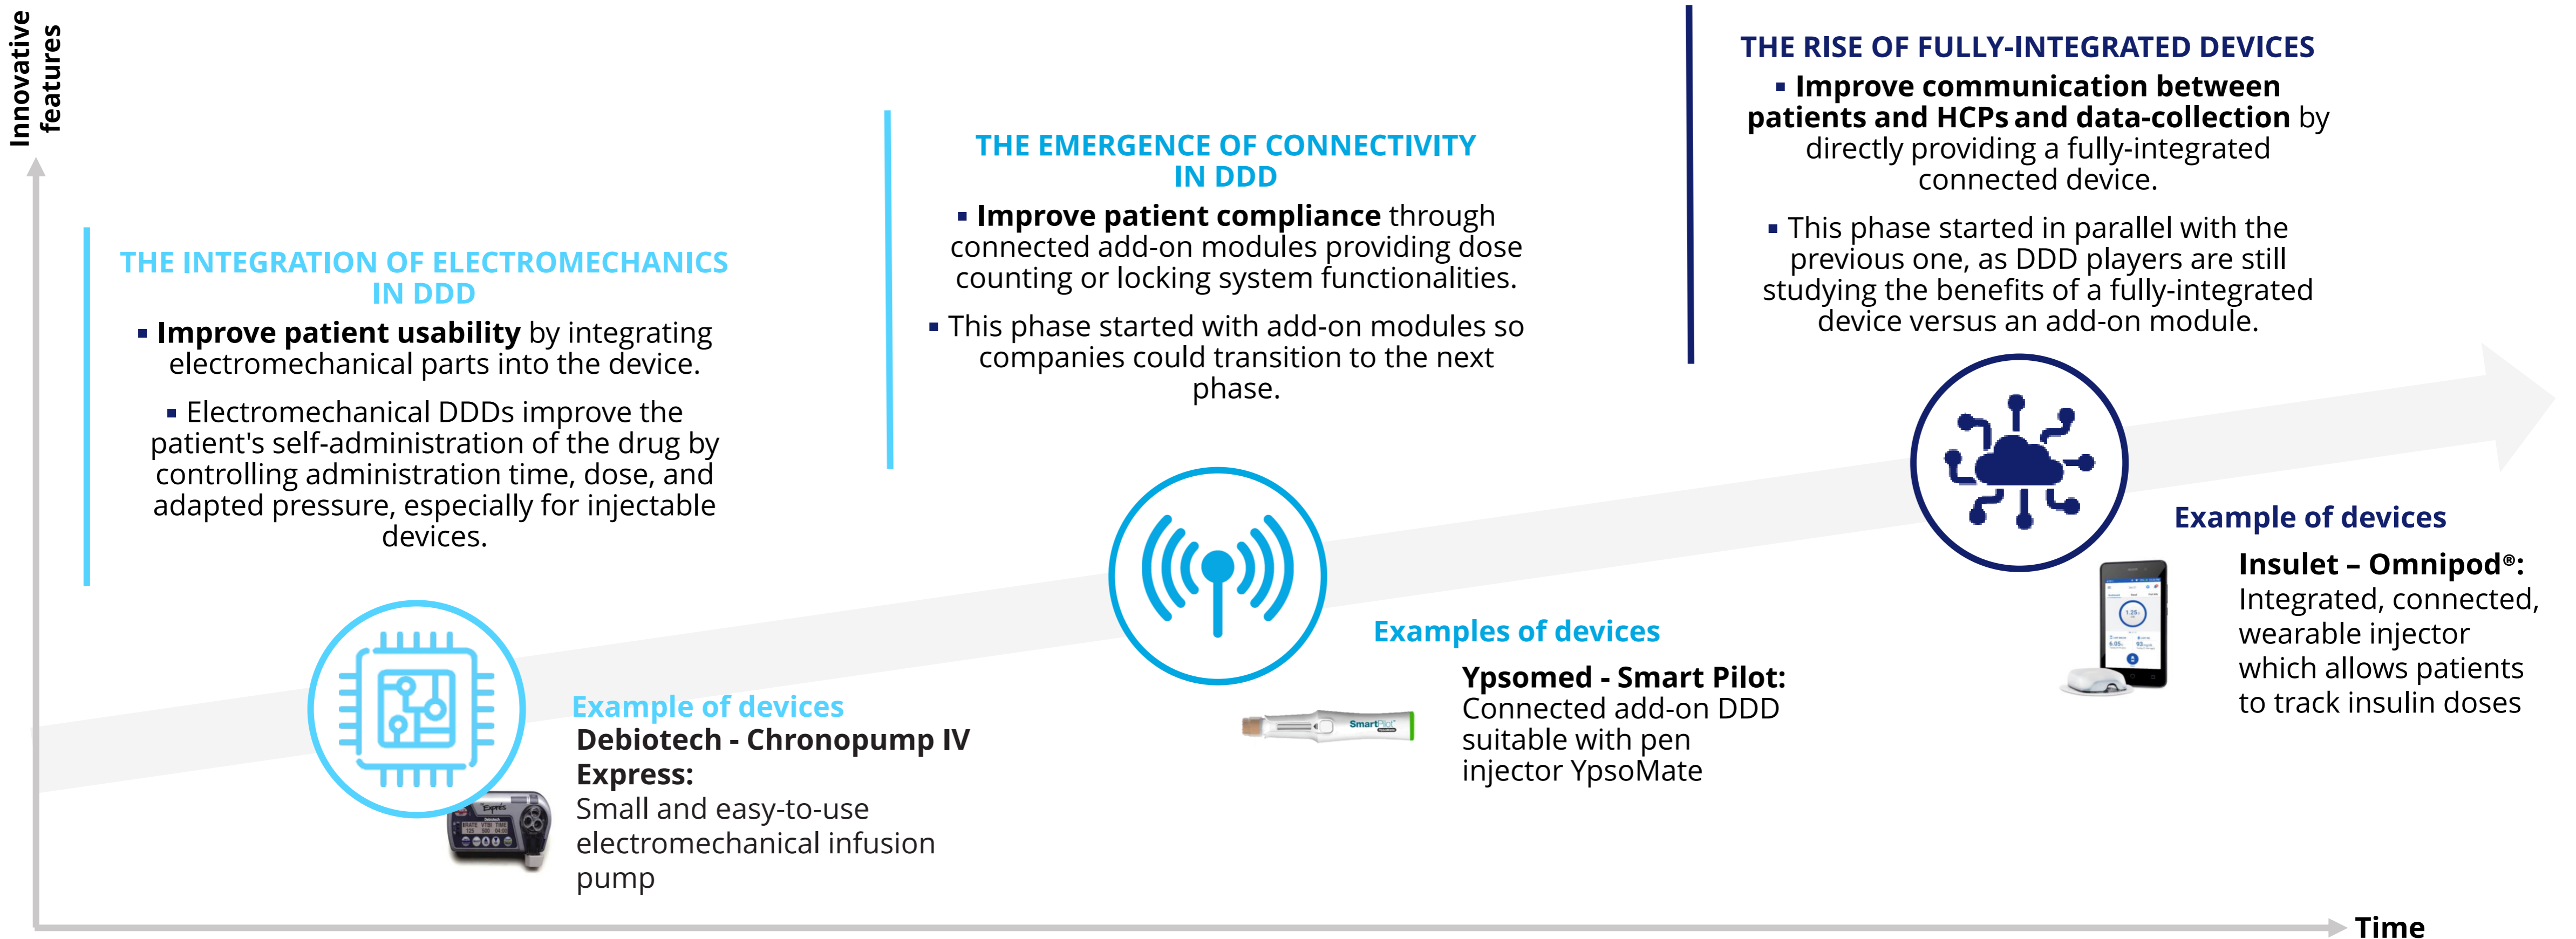 Innovative
features
THE INTEGRATION OF ELECTROMECHANICS
IN DDD
▪ Improve patient usability by integrating
electromechanical parts into the device.
▪ Electromechanical DDDs improve the
patient's self-administration of the drug by
controlling administration time, dose, and
adapted pressure, especially for injectable
devices.
Example of devices
Debiotech - Chronopump IV
Express:
Small and easy-to-use
electromechanical infusion
pump
THE EMERGENCE OF CONNECTIVITY
IN DDD
▪ Improve patient compliance through
connected add-on modules providing dose
counting or locking system functionalities.
▪ This phase started with add-on modules so
companies could transition to the next
phase.
Examples of devices
SmartPilot
Ypsomed - Smart Pilot:
Connected add-on DDD
suitable with pen
injector YpsoMate
THE RISE OF FULLY-INTEGRATED DEVICES
▪ Improve communication between
patients and HCPs and data-collection by
directly providing a fully-integrated
connected device.
▪ This phase started in parallel with the
previous one, as DDD players are still
studying the benefits of a fully-integrated
device versus an add-on module.
Example of devices
Insulet – Omnipod®:
Integrated, connected,
wearable injector
which allows patients
to track insulin doses
Time